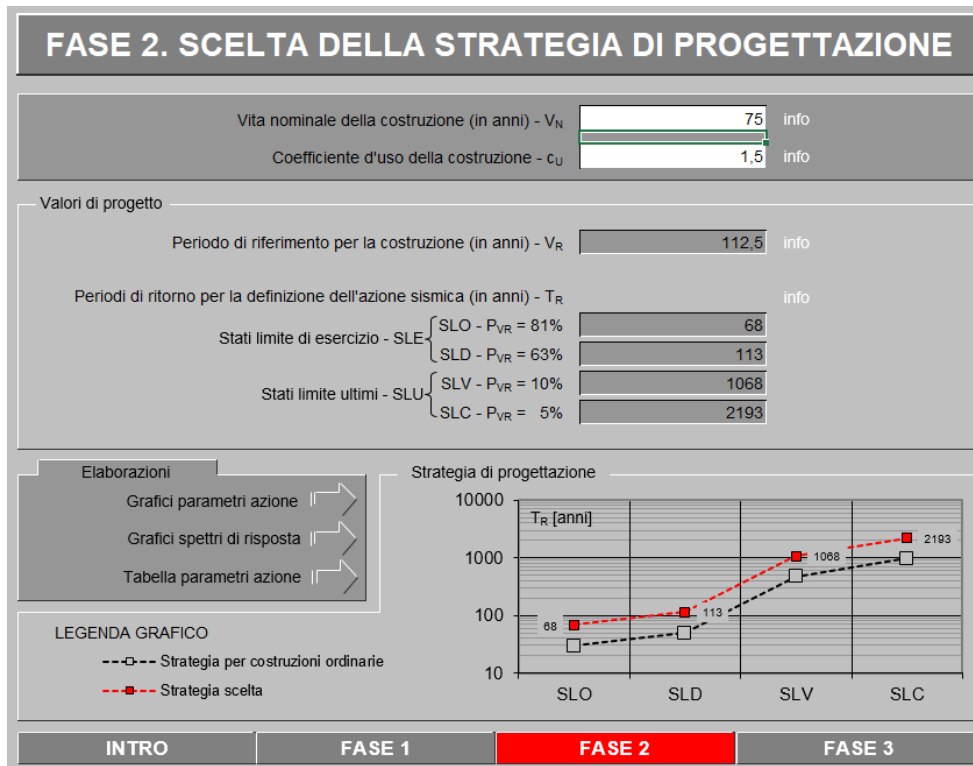 FASE 2. SCELTA DELLA STRATEGIA DI PROGETTAZIONE
Vita nominale della costruzione (in anni) - VN 75 info
Coefficiente d'uso della costruzione - cU 1,5 info
Valori di progetto
Periodo di riferimento per la costruzione (in anni) - VR 112,5 info
Periodi di ritorno per la definizione dell'azione sismica (in anni) - TR info
Stati limite di esercizio - SLE
SLO - PVR = 81% 68
SLD - PVR = 63% 113
Stati limite ultimi - SLU
SLV - PVR = 10% 1068
SLC - PVR = 5% 2193
Elaborazioni
Grafici parametri azione
Grafici spettri di risposta
Tabella parametri azione
LEGENDA GRAFICO
Strategia per costruzioni ordinarie
Strategia scelta
Strategia di progettazione
TR [anni]
10000
1000
100
10
68
113
1068
2193
SLO SLD SLV SLC
INTRO FASE 1 FASE 2 FASE 3